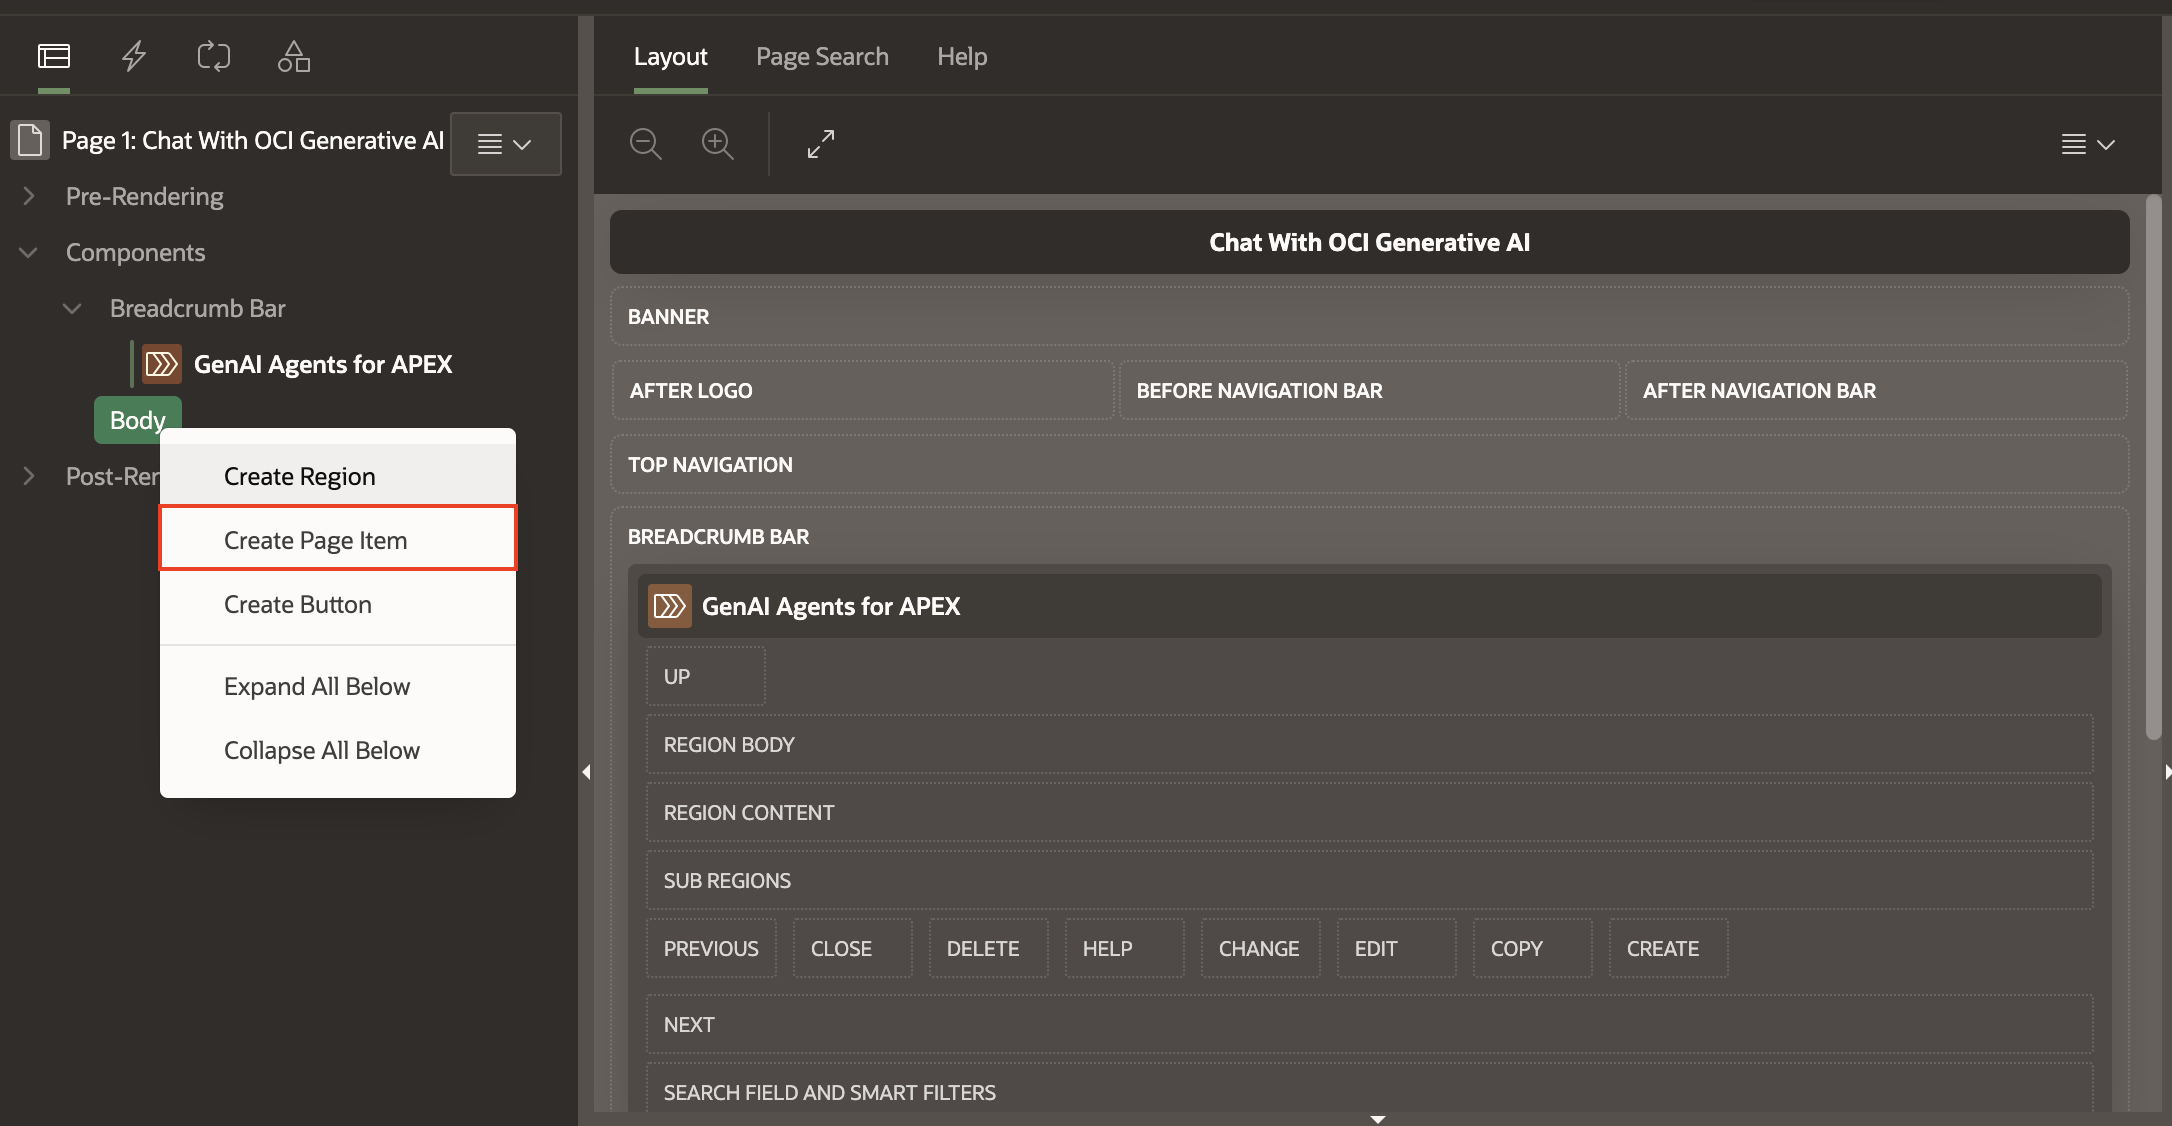 Layout
Page Search
Help
Page 1: Chat With OCI Generative AI
Pre-Rendering
Components
Breadcrumb Bar
GenAI Agents for APEX
Body
Post-Rer
Create Region
Create Page Item
Create Button
Expand All Below
Collapse All Below
Chat With OCI Generative AI
BANNER
AFTER LOGO
BEFORE NAVIGATION BAR
AFTER NAVIGATION BAR
TOP NAVIGATION
BREADCRUMB BAR
GenAI Agents for APEX
UP
REGION BODY
REGION CONTENT
SUB REGIONS
PREVIOUS
CLOSE
DELETE
HELP
CHANGE
EDIT
COPY
CREATE
NEXT
SEARCH FIELD AND SMART FILTERS